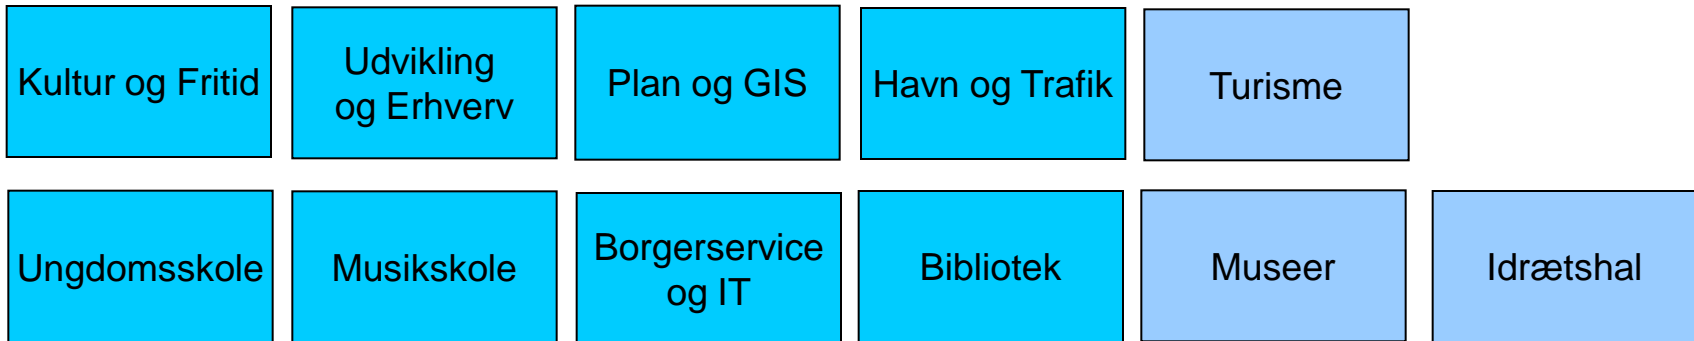 Kultur og Fritid
Udvikling
og Erhverv
Plan og GIS
Havn og Trafik
Turisme
Ungdomsskole
Musikskole
Borgerservice
og IT
Bibliotek
Museer
Idrætshal